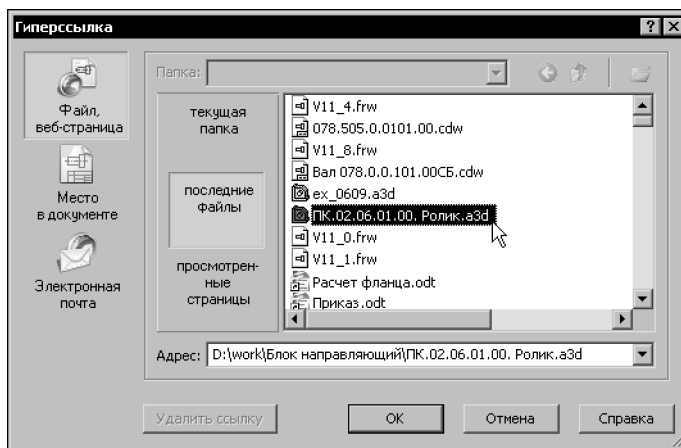 Гиперссылка
Файл,
веб-страница
Место
в документе
Электронная
почта
Папка:
текущая
папка
последние
файлы
просмотрен-
ные
страницы
V11_4.frw
078.505.0.0101.00.cdw
V11_8.frw
Вал 078.0.0.101.00СБ.cdw
ex_0609.a3d
ПК.02.06.01.00. Ролик.a3d
V11_0.frw
V11_1.frw
Расчет фланца.odt
Приказ.odt
Адрес: D:\work\Блок направляющий\ПК.02.06.01.00. Ролик.a3d
Удалить ссылку OK Отмена Справка